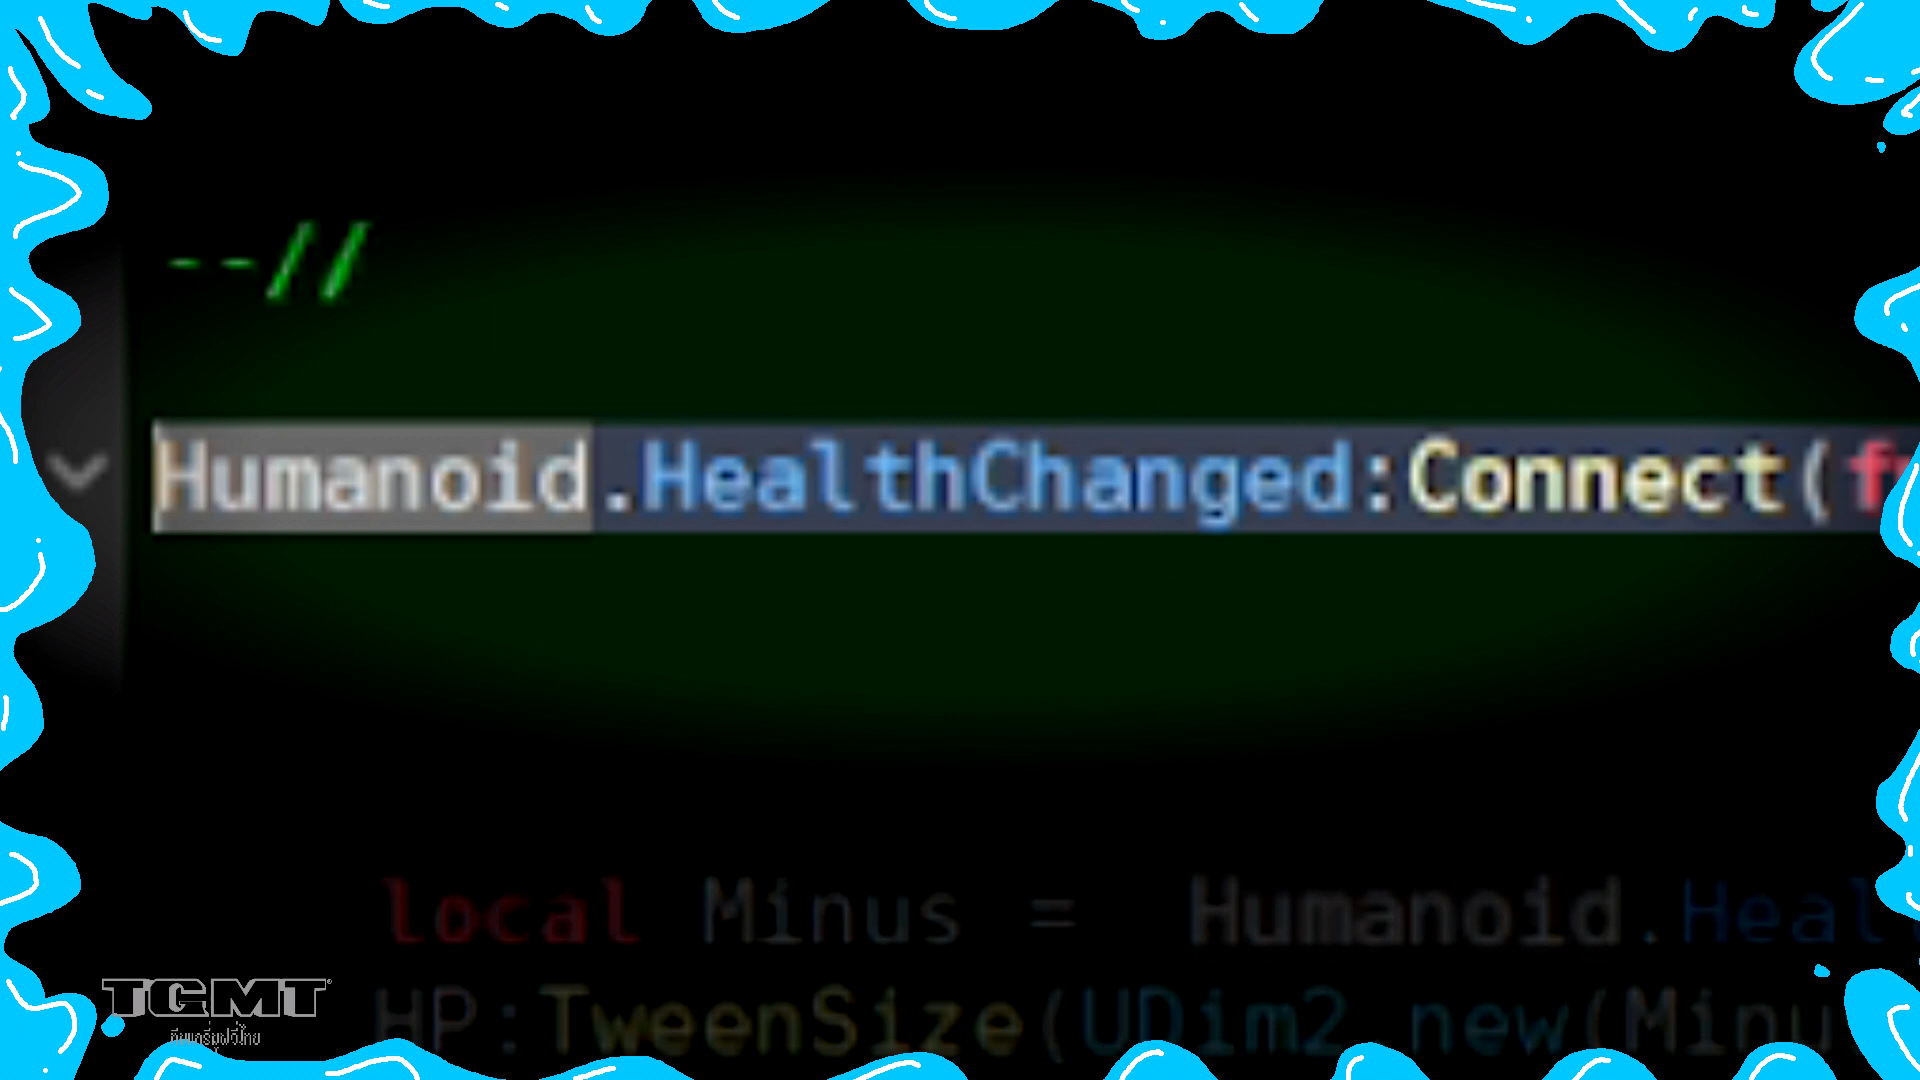 --//
Humanoid.HealthChanged:Connect(
local Minus = Humanoid.Heal
HP:TweenSize(UDim2.new(Minu
TGMT